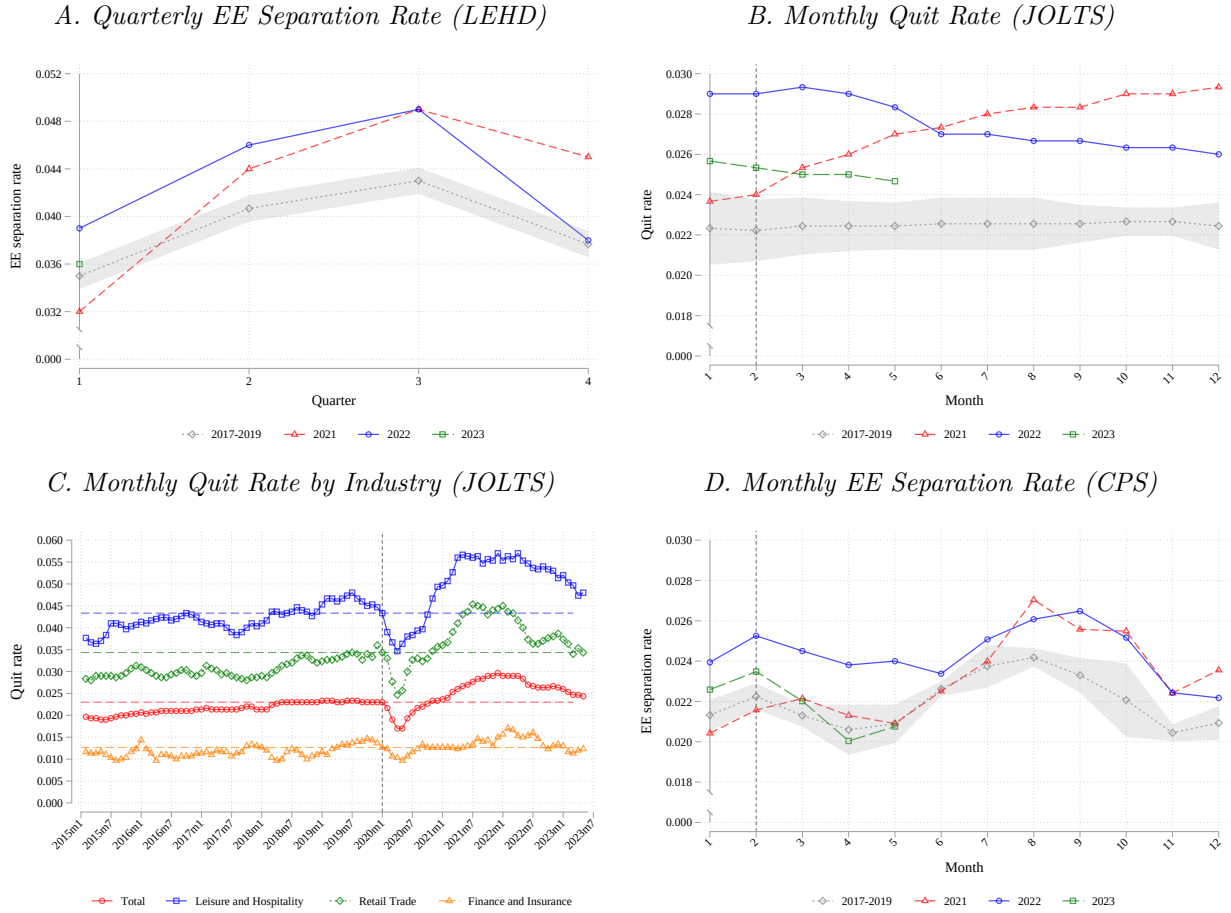 A. Quarterly EE Separation Rate (LEHD)
0.052
0.048
0.044
0.040
0.036
0.032
0.000
EE separation rate
1 2 3 4
Quarter
2017-2019 2021 2022 2023
B. Monthly Quit Rate (JOLTS)
0.030
0.028
0.026
0.024
0.022
0.020
0.018
0.000
Quit rate
1 2 3 4 5 6 7 8 9 10 11 12
Month
2017-2019 2021 2022 2023
C. Monthly Quit Rate by Industry (JOLTS)
0.060
0.055
0.050
0.045
0.040
0.035
0.030
0.025
0.020
0.015
0.010
0.005
0.000
Quit rate
2015m1 2015m7 2016m1 2016m7 2017m1 2017m7 2018m1 2018m7 2019m1 2019m7 2020m1 2020m7 2021m1 2021m7 2022m1 2022m7 2023m1 2023m7
Total Leisure and Hospitality Retail Trade Finance and Insurance
D. Monthly EE Separation Rate (CPS)
0.030
0.028
0.026
0.024
0.022
0.020
0.018
0.000
EE separation rate
1 2 3 4 5 6 7 8 9 10 11 12
Month
2017-2019 2021 2022 2023